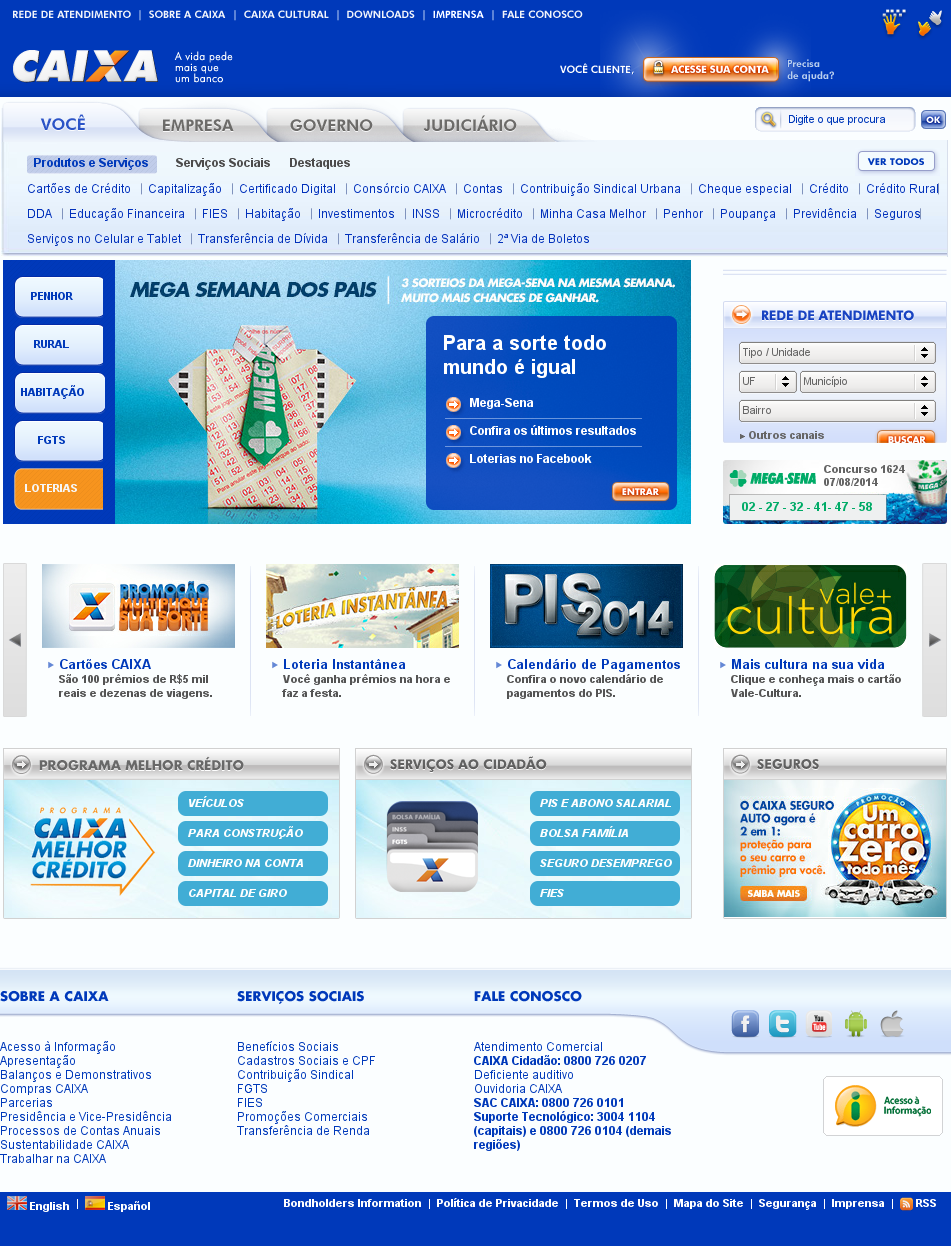 REDE DE ATENDIMENTO | SOBRE A CAIXA | CAIXA CULTURAL | DOWNLOADS | IMPRENSA | FALE CONOSCO
CAIXA
A vida pede
mais que
um banco
VOCÊ CLIENTE,
ACESSE SUA CONTA
Precisa
de ajuda?
VOCÊ
EMPRESA
GOVERNO
JUDICIÁRIO
Digite o que procura
OK
Produtos e Serviços
Serviços Sociais
Destaques
VER TODOS
Cartões de Crédito | Capitalização | Certificado Digital | Consórcio CAIXA | Contas | Contribuição Sindical Urbana | Cheque especial | Crédito | Crédito Rural
DDA | Educação Financeira | FIES | Habitação | Investimentos | INSS | Microcrédito | Minha Casa Melhor | Penhor | Poupança | Previdência | Seguros
Serviços no Celular e Tablet | Transferência de Dívida | Transferência de Salário | 2ª Via de Boletos
PENHOR
RURAL
HABITAÇÃO
FGTS
LOTERIAS
MEGA SEMANA DOS PAIS
3 SORTEIOS DA MEGA-SENA NA MESMA SEMANA.
MUITO MAIS CHANCES DE GANHAR.
MEGA
Para a sorte todo
mundo é igual
Mega-Sena
Confira os últimos resultados
Loterias no Facebook
ENTRAR
REDE DE ATENDIMENTO
Tipo / Unidade
UF
Município
Bairro
Outros canais
BUSCAR
MEGA-SENA
Concurso 1624
07/08/2014
02 - 27 - 32 - 41- 47 - 58
PROMOÇÃO
MULTIPLIQUE
SUA SORTE
LOTERIA INSTANTÂNEA
PIS 2014
vale+
cultura
Cartões CAIXA
São 100 prêmios de R$5 mil
reais e dezenas de viagens.
Loteria Instantânea
Você ganha prêmios na hora e
faz a festa.
Calendário de Pagamentos
Confira o novo calendário de
pagamentos do PIS.
Mais cultura na sua vida
Clique e conheça mais o cartão
Vale-Cultura.
PROGRAMA MELHOR CRÉDITO
PROGRAMA
CAIXA
MELHOR
CRÉDITO
VEÍCULOS
PARA CONSTRUÇÃO
DINHEIRO NA CONTA
CAPITAL DE GIRO
SERVIÇOS AO CIDADÃO
BOLSA FAMÍLIA
INSS
FGTS
PIS E ABONO SALARIAL
BOLSA FAMÍLIA
SEGURO DESEMPREGO
FIES
SEGUROS
O CAIXA SEGURO
AUTO agora é
2 em 1:
proteção para
o seu carro e
prêmio pra você.
SAIBA MAIS
PROMOÇÃO
Um
carro
zero
todo mês.
SOBRE A CAIXA
Acesso à Informação
Apresentação
Balanços e Demonstrativos
Compras CAIXA
Parcerias
Presidência e Vice-Presidência
Processos de Contas Anuais
Sustentabilidade CAIXA
Trabalhar na CAIXA
SERVIÇOS SOCIAIS
Benefícios Sociais
Cadastros Sociais e CPF
Contribuição Sindical
FGTS
FIES
Promoções Comerciais
Transferência de Renda
FALE CONOSCO
Atendimento Comercial
CAIXA Cidadão: 0800 726 0207
Deficiente auditivo
Ouvidoria CAIXA
SAC CAIXA: 0800 726 0101
Suporte Tecnológico: 3004 1104
(capitais) e 0800 726 0104 (demais
regiões)
You
Tube
Acesso à
Informação
English | Español
Bondholders Information | Política de Privacidade | Termos de Uso | Mapa do Site | Segurança | Imprensa | RSS